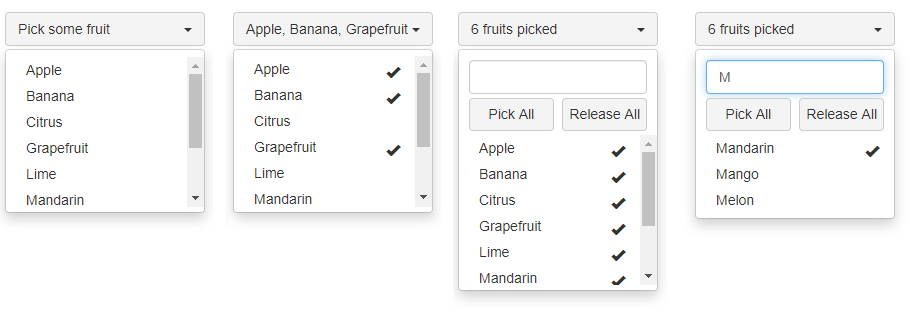 Pick some fruit
Apple
Banana
Citrus
Grapefruit
Lime
Mandarin
Apple, Banana, Grapefruit
Apple
Banana
Citrus
Grapefruit
Lime
Mandarin
6 fruits picked
Pick All Release All
Apple
Banana
Citrus
Grapefruit
Lime
Mandarin
6 fruits picked
M
Pick All Release All
Mandarin
Mango
Melon